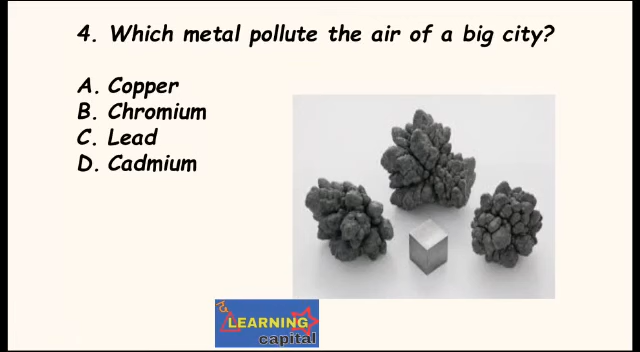 4. Which metal pollute the air of a big city?
A. Copper
B. Chromium
C. Lead
D. Cadmium
LEARNING
capital